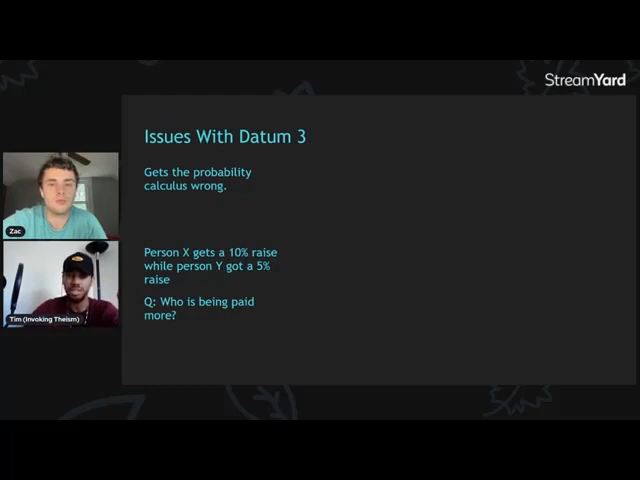 StreamYard
Issues With Datum 3
Gets the probability
calculus wrong.
Zac
Person X gets a 10% raise
while person Y got a 5%
raise
Q: Who is being paid
more?
Tim (Invoking Theism)